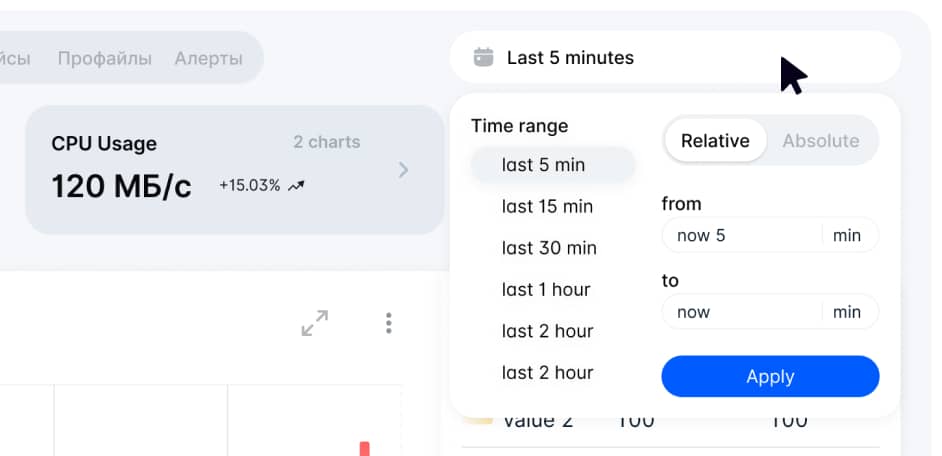 Профайлы Алерты
Last 5 minutes
CPU Usage
2 charts
120 МБ/с
+15.03%
Time range
last 5 min
last 15 min
last 30 min
last 1 hour
last 2 hour
last 2 hour
Relative Absolute
from
now 5 min
to
now min
Apply
Value 2 100 100